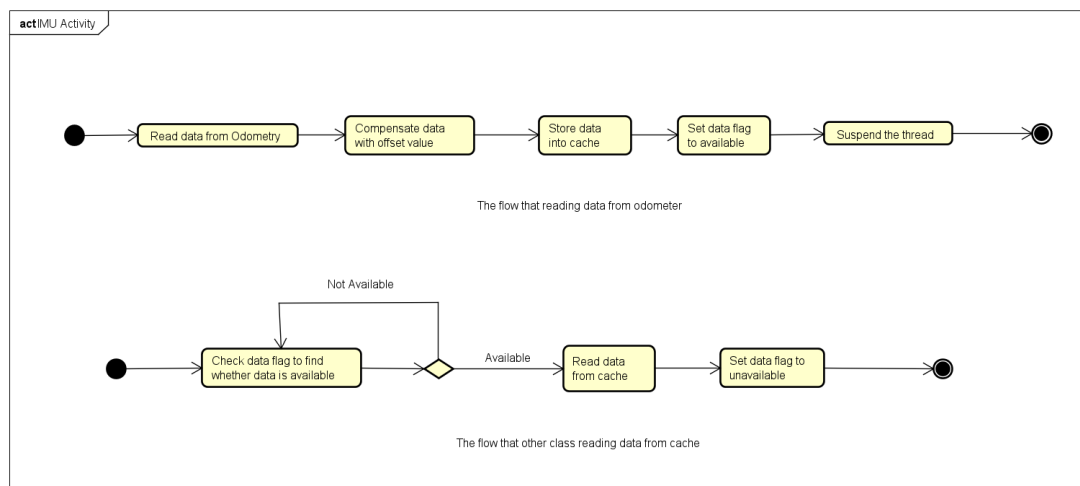 act IMU Activity
Read data from Odometry
Compensate data
with offset value
Store data
into cache
Set data flag
to available
Suspend the thread
The flow that reading data from odometer
Not Available
Check data flag to find
whether data is available
Available
Read data
from cache
Set data flag to
unavailable
The flow that other class reading data from cache